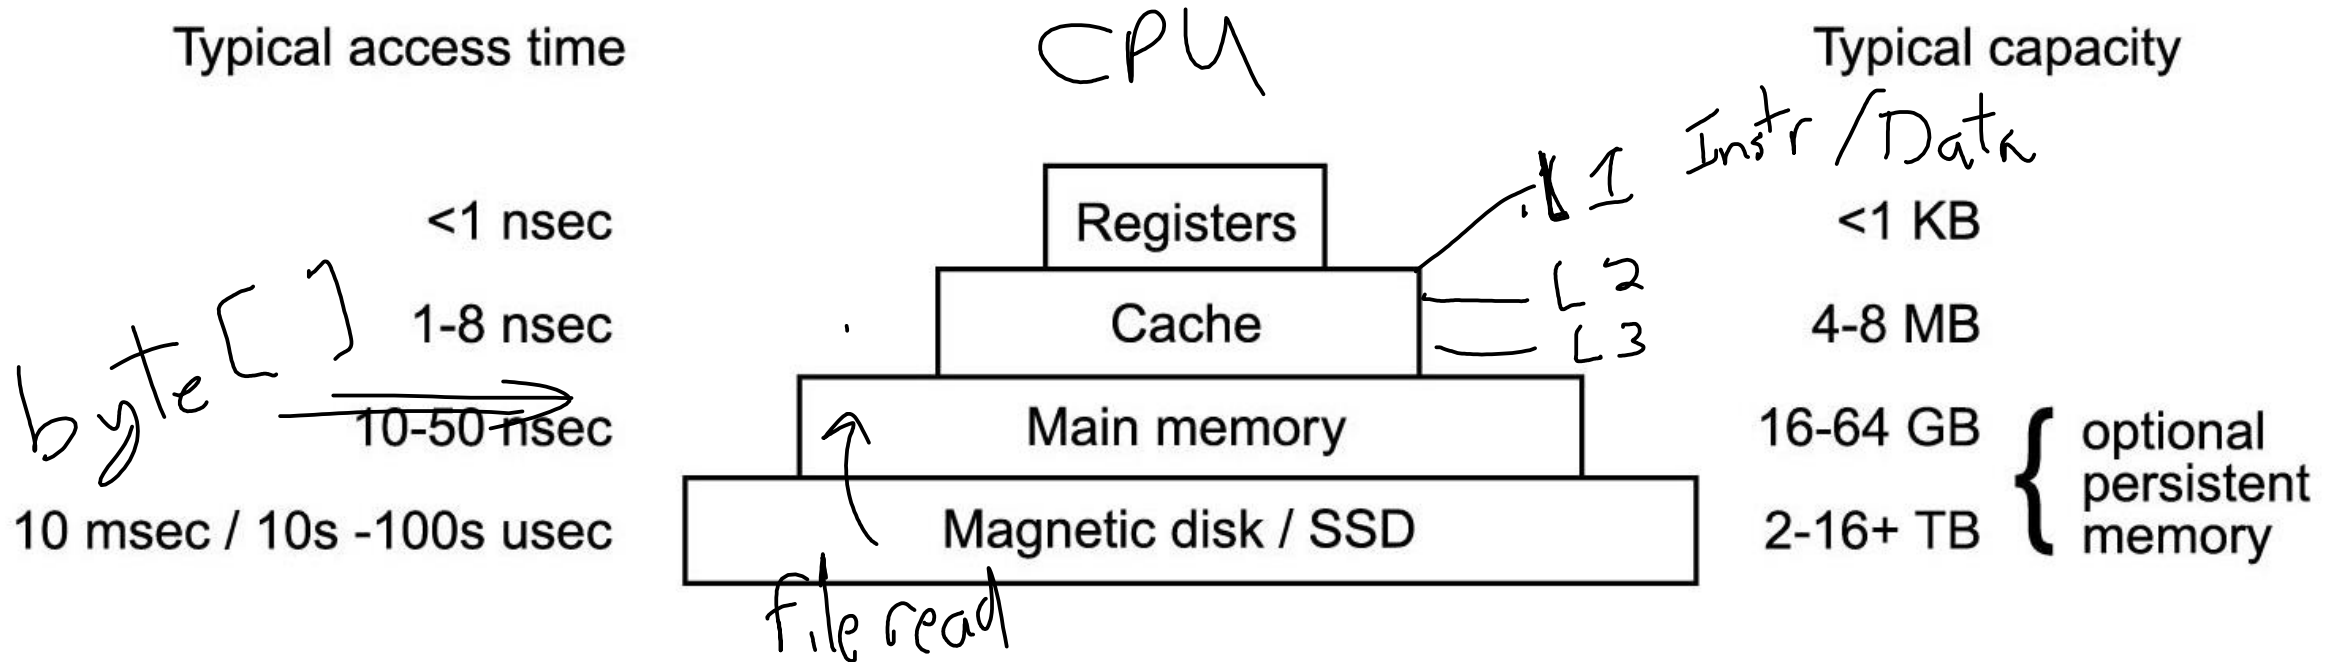 Typical access time
CPU
Typical capacity
Instr/Data
<1 nsec
Registers
L1
<1 KB
byte[]
1-8 nsec
Cache
L2
L3
4-8 MB
10-50 nsec
Main memory
16-64 GB
optional
persistent
memory
10 msec / 10s -100s usec
Magnetic disk / SSD
2-16+ TB
file read